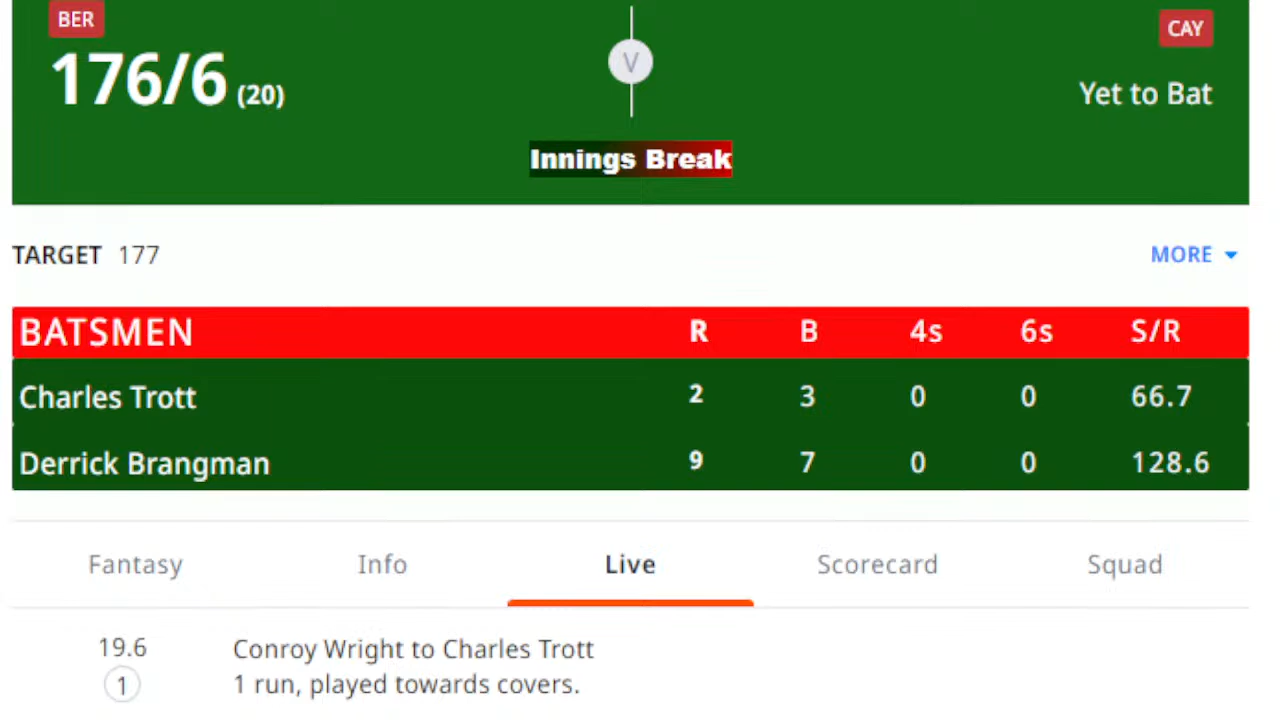 BER
CAY
176/6 (20)
V
Yet to Bat
Innings Break
TARGET 177
MORE
BATSMEN R B 4s 6s S/R
Charles Trott 2 3 0 0 66.7
Derrick Brangman 9 7 0 0 128.6
Fantasy Info Live Scorecard Squad
19.6 Conroy Wright to Charles Trott
1 1 run, played towards covers.